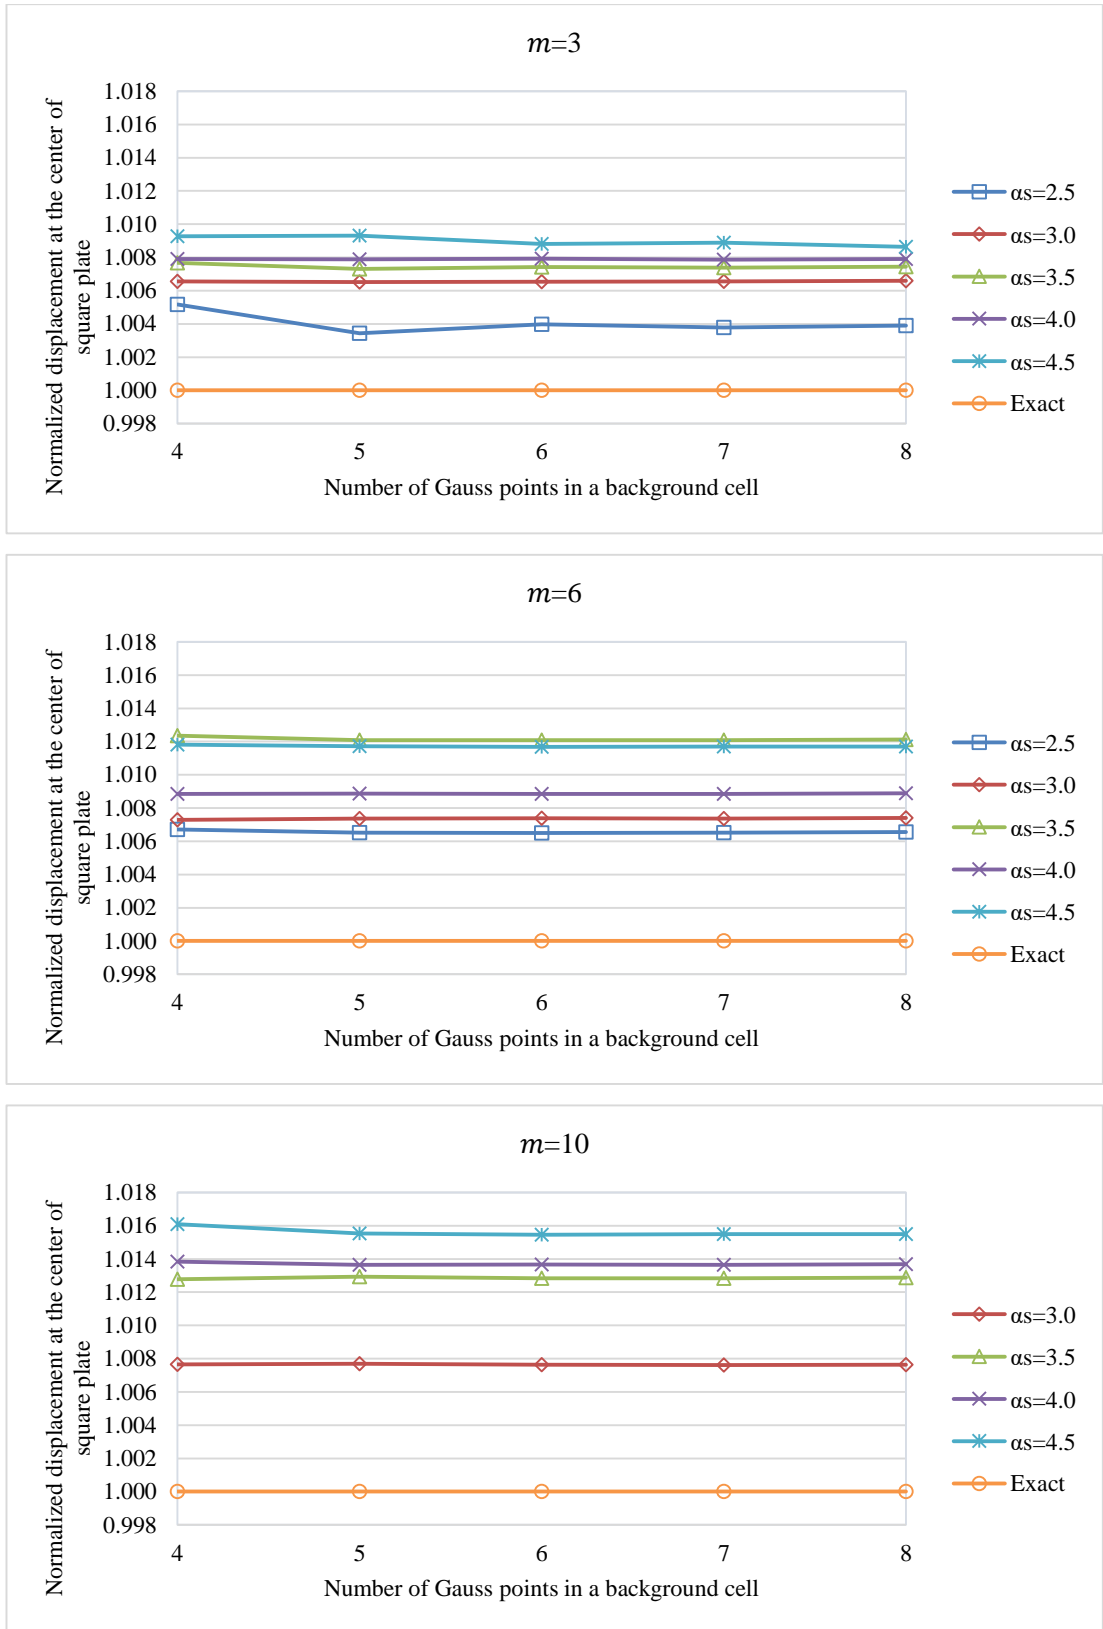 m=3
Normalized displacement at the center of
square plate
1.018
1.016
1.014
1.012
1.010
1.008
1.006
1.004
1.002
1.000
0.998
4 5 6 7 8
Number of Gauss points in a background cell
αs=2.5
αs=3.0
αs=3.5
αs=4.0
αs=4.5
Exact
m=6
Normalized displacement at the center of
square plate
1.018
1.016
1.014
1.012
1.010
1.008
1.006
1.004
1.002
1.000
0.998
4 5 6 7 8
Number of Gauss points in a background cell
αs=2.5
αs=3.0
αs=3.5
αs=4.0
αs=4.5
Exact
m=10
Normalized displacement at the center of
square plate
1.018
1.016
1.014
1.012
1.010
1.008
1.006
1.004
1.002
1.000
0.998
4 5 6 7 8
Number of Gauss points in a background cell
αs=3.0
αs=3.5
αs=4.0
αs=4.5
Exact